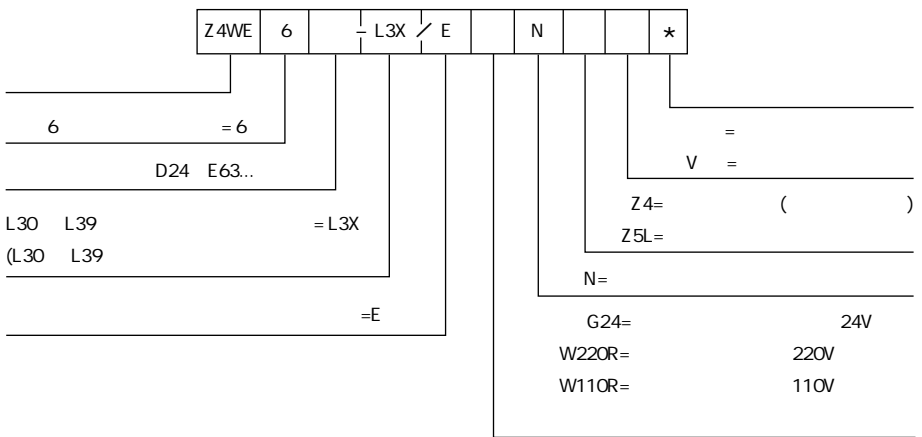 Z4WE 6 – L3X / E N *
6 =6
D24 E63...
L30 L39 =L3X
(L30 L39
=E
=
V =
Z4= ( )
Z5L=
N=
G24= 24V
W220R= 220V
W110R= 110V